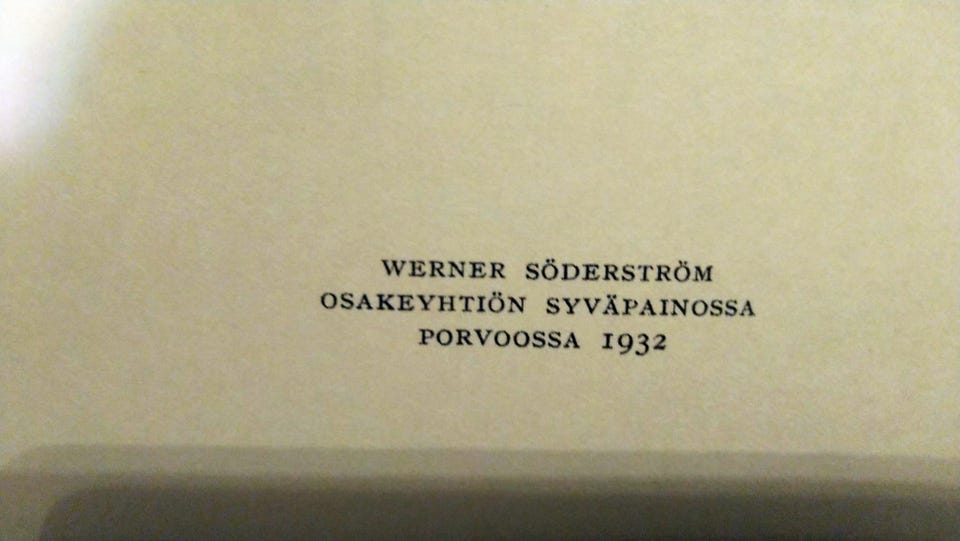 WERNER SÖDERSTRÖM
OSAKEYHTIÖN SYVÄPAINOSSA
PORVOOSSA 1932